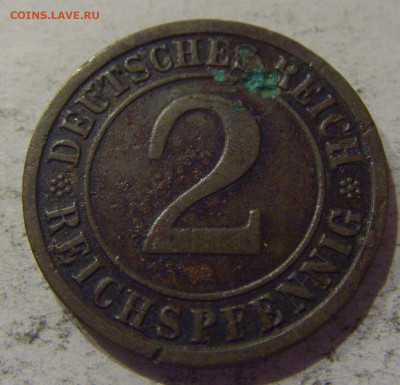 COINS.LAVE.RU
DEUTSCHES REICH
2
REICHSPFENNIG